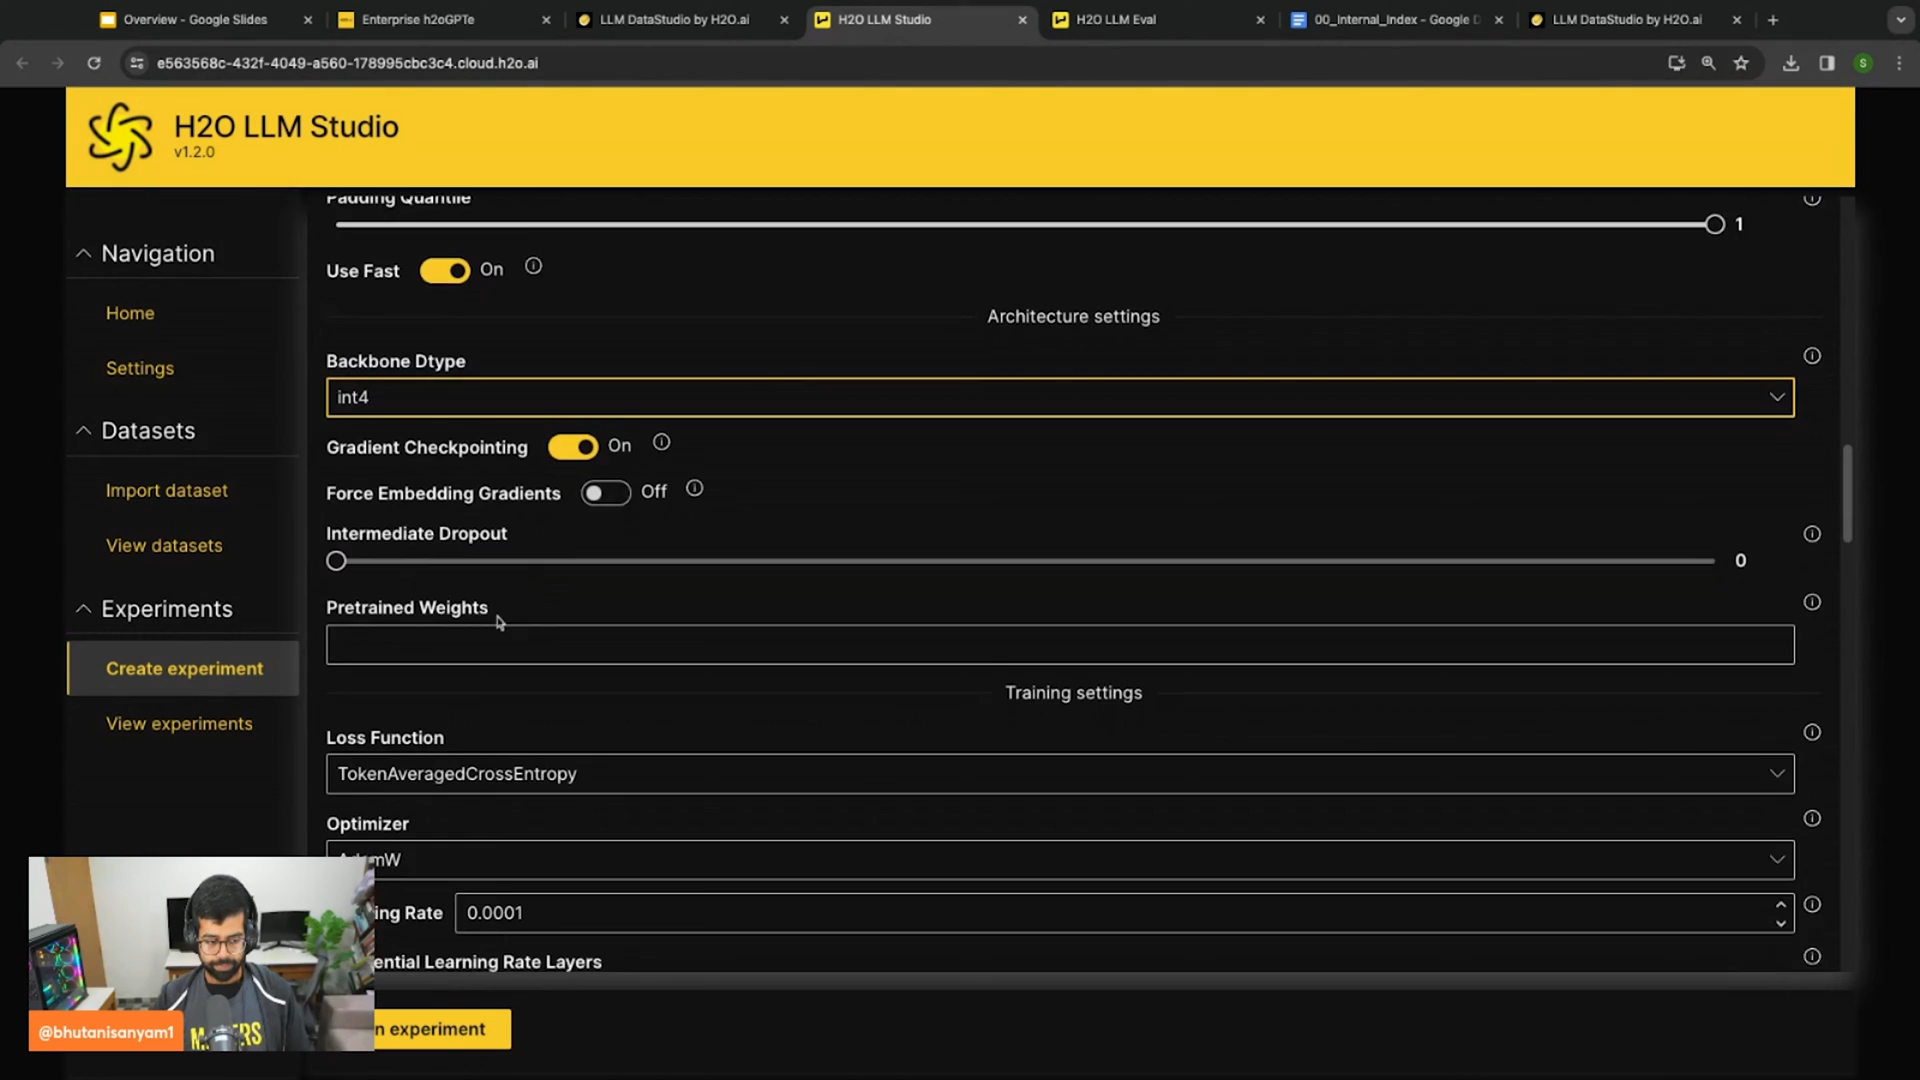 Overview - Google Slides
Enterprise h2oGPTe
LLM DataStudio by H2O.ai
H2O LLM Studio
H2O LLM Eval
00_Internal_Index - Google D
LLM DataStudio by H2O.ai
e563568c-432f-4049-a560-178995cbc3c4.cloud.h2o.ai
S
H2O LLM Studio
v1.2.0
Navigation
Home
Settings
Datasets
Import dataset
View datasets
Experiments
Create experiment
View experiments
Padding Quantile
1
Use Fast On
Architecture settings
Backbone Dtype
int4
Gradient Checkpointing On
Force Embedding Gradients Off
Intermediate Dropout
0
Pretrained Weights
Training settings
Loss Function
TokenAveragedCrossEntropy
Optimizer
AdamW
ing Rate 0.0001
ential Learning Rate Layers
n experiment
@bhutanisanyam1